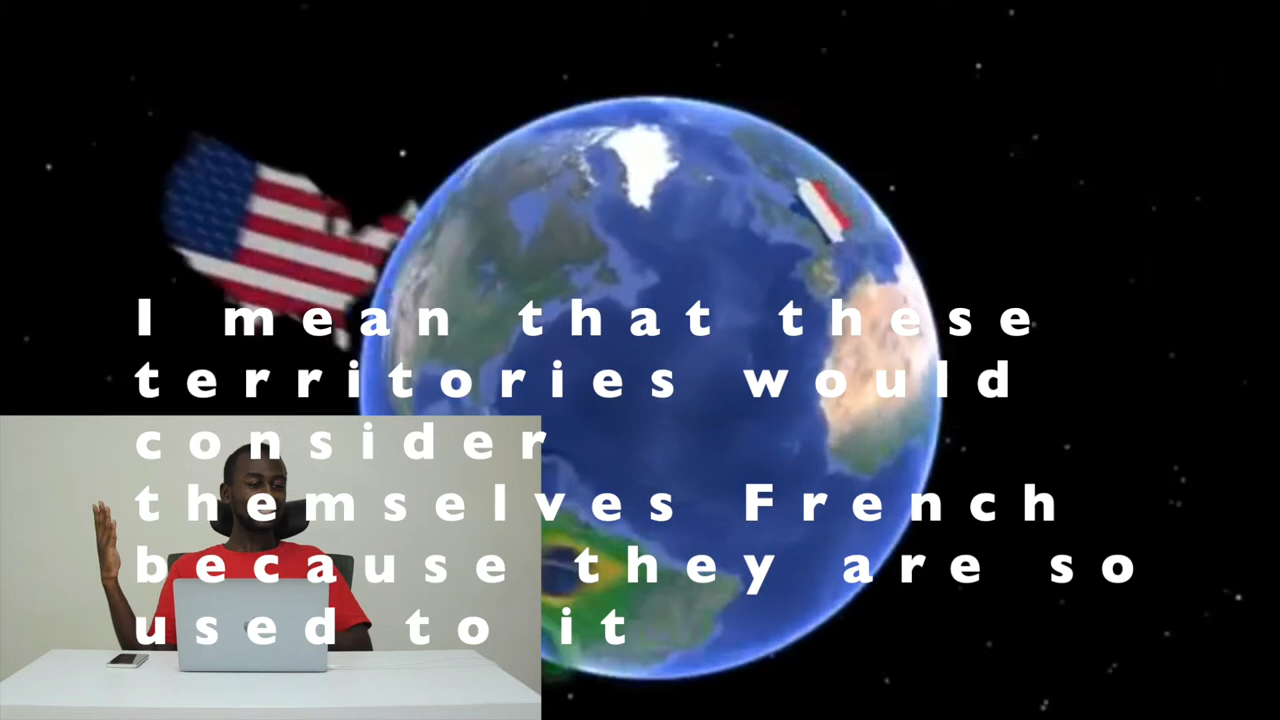 I mean that these
territories would
consider
themselves French
because they are so
used to it